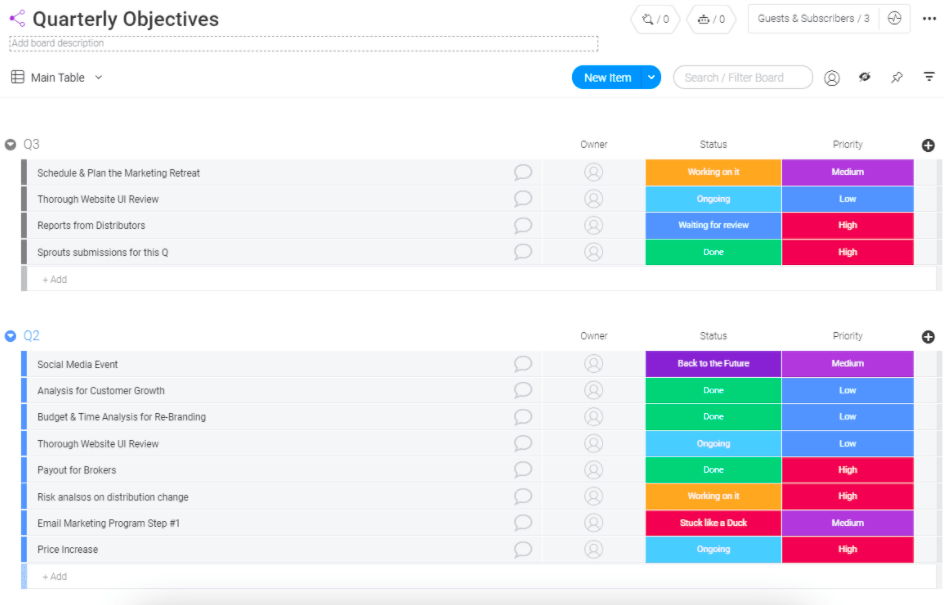 Quarterly Objectives
/ 0
/ 0
Guests & Subscribers / 3
Add board description
Main Table
New Item
Search / Filter Board
Q3 Owner Status Priority
Schedule & Plan the Marketing Retreat Working on it Medium
Thorough Website UI Review Ongoing Low
Reports from Distributors Waiting for review High
Sprouts submissions for this Q Done High
+ Add
Q2 Owner Status Priority
Social Media Event Back to the Future Medium
Analysis for Customer Growth Done Low
Budget & Time Analysis for Re-Branding Done Low
Thorough Website UI Review Ongoing Low
Payout for Brokers Done High
Risk analsos on distribution change Working on it High
Email Marketing Program Step #1 Stuck like a Duck Medium
Price Increase Ongoing High
+ Add